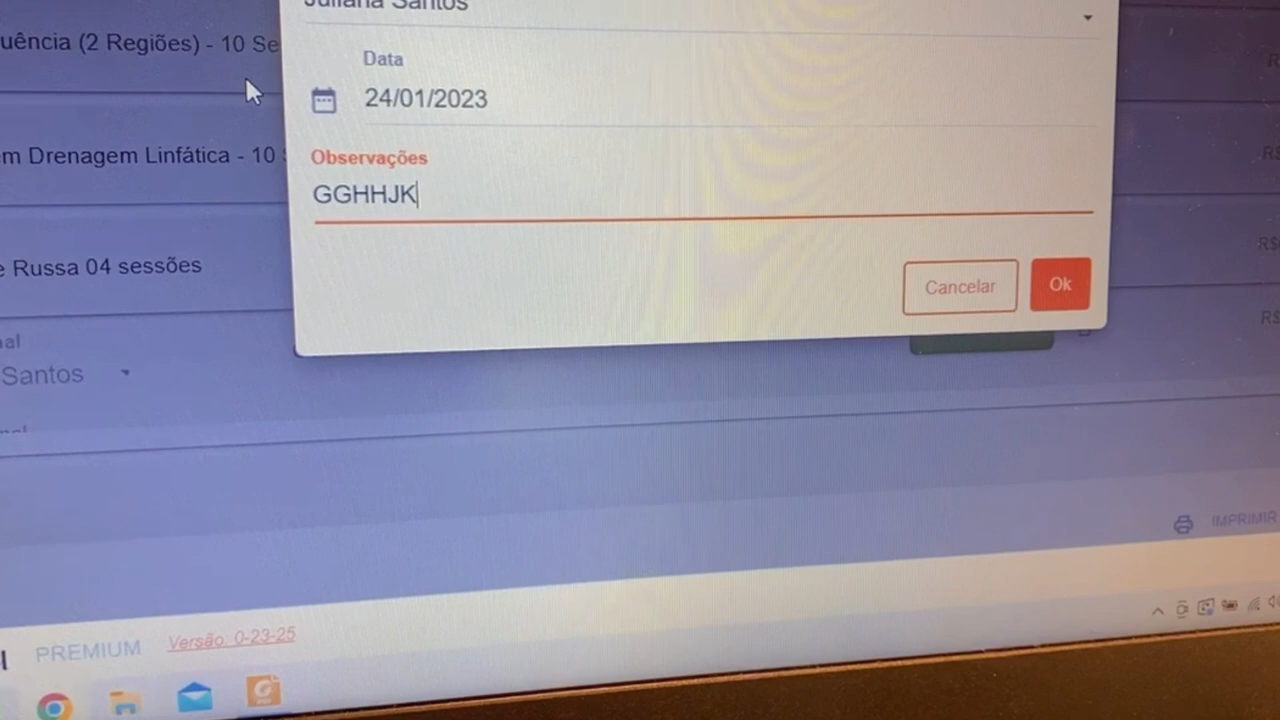 Juliana Santos
uência (2 Regiões) - 10 Se
Data
24/01/2023
m Drenagem Linfática - 10
Observações
GGHHJK
e Russa 04 sessões
Cancelar
Ok
R$
R$
R$
al
Santos
IMPRIMIR
PREMIUM
Versão: 0-23-25